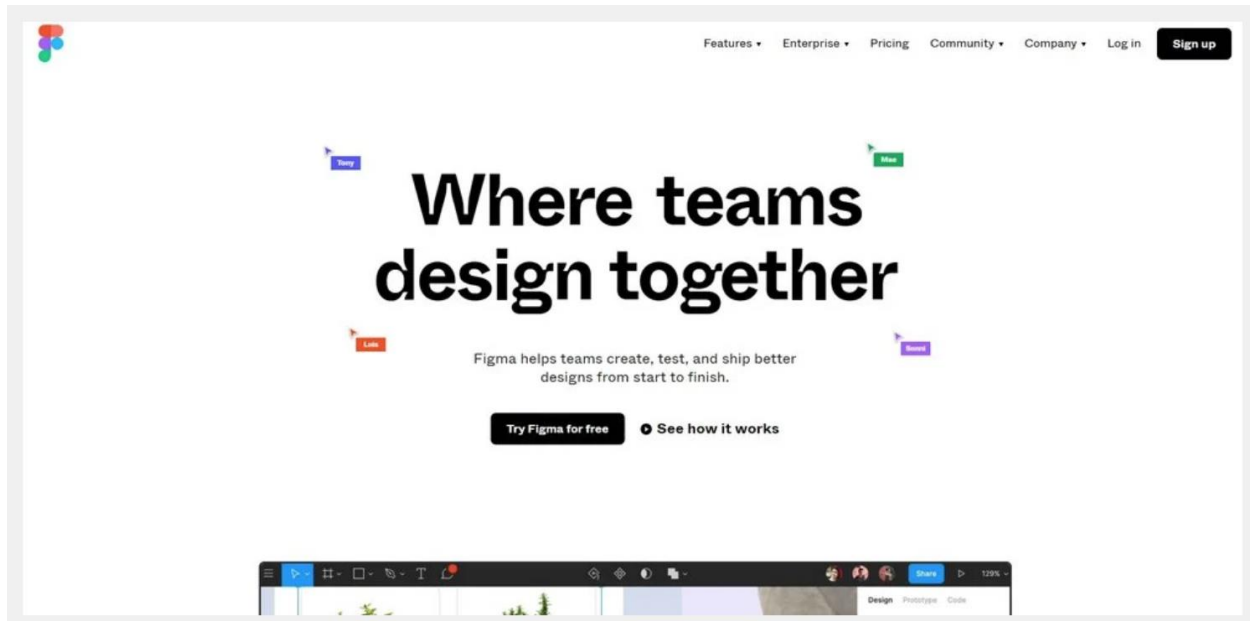 Features
Enterprise
Pricing
Community
Company
Log in
Sign up
Tony
Mae
Where teams
design together
Luis
Figma helps teams create, test, and ship better
designs from start to finish.
Try Figma for free
See how it works
Share
129%
Design
Prototype
Code